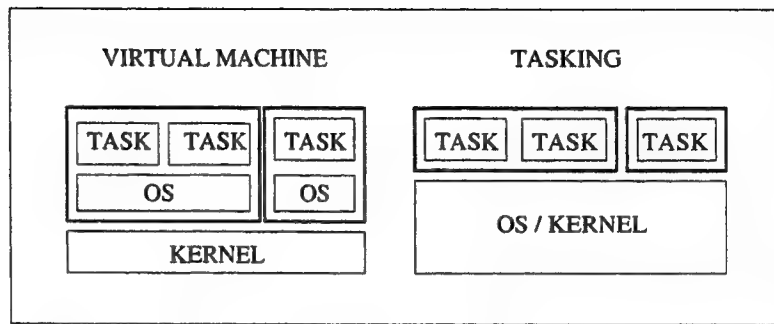 VIRTUAL MACHINE
TASKING
TASK TASK TASK
OS OS
KERNEL
TASK TASK TASK
OS / KERNEL